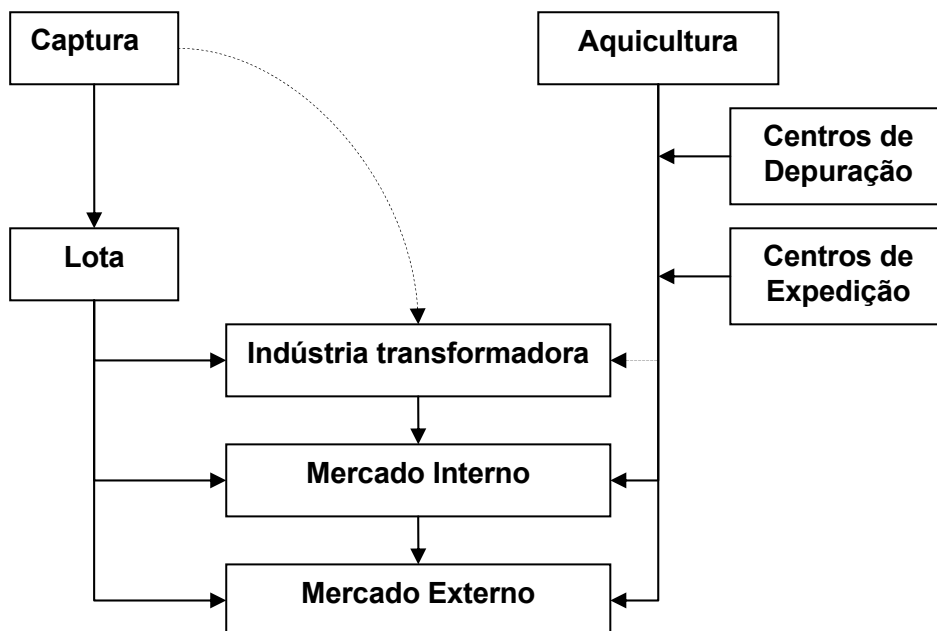 Captura
Aquicultura
Centros de
Depuração
Lota
Centros de
Expedição
Indústria transformadora
Mercado Interno
Mercado Externo